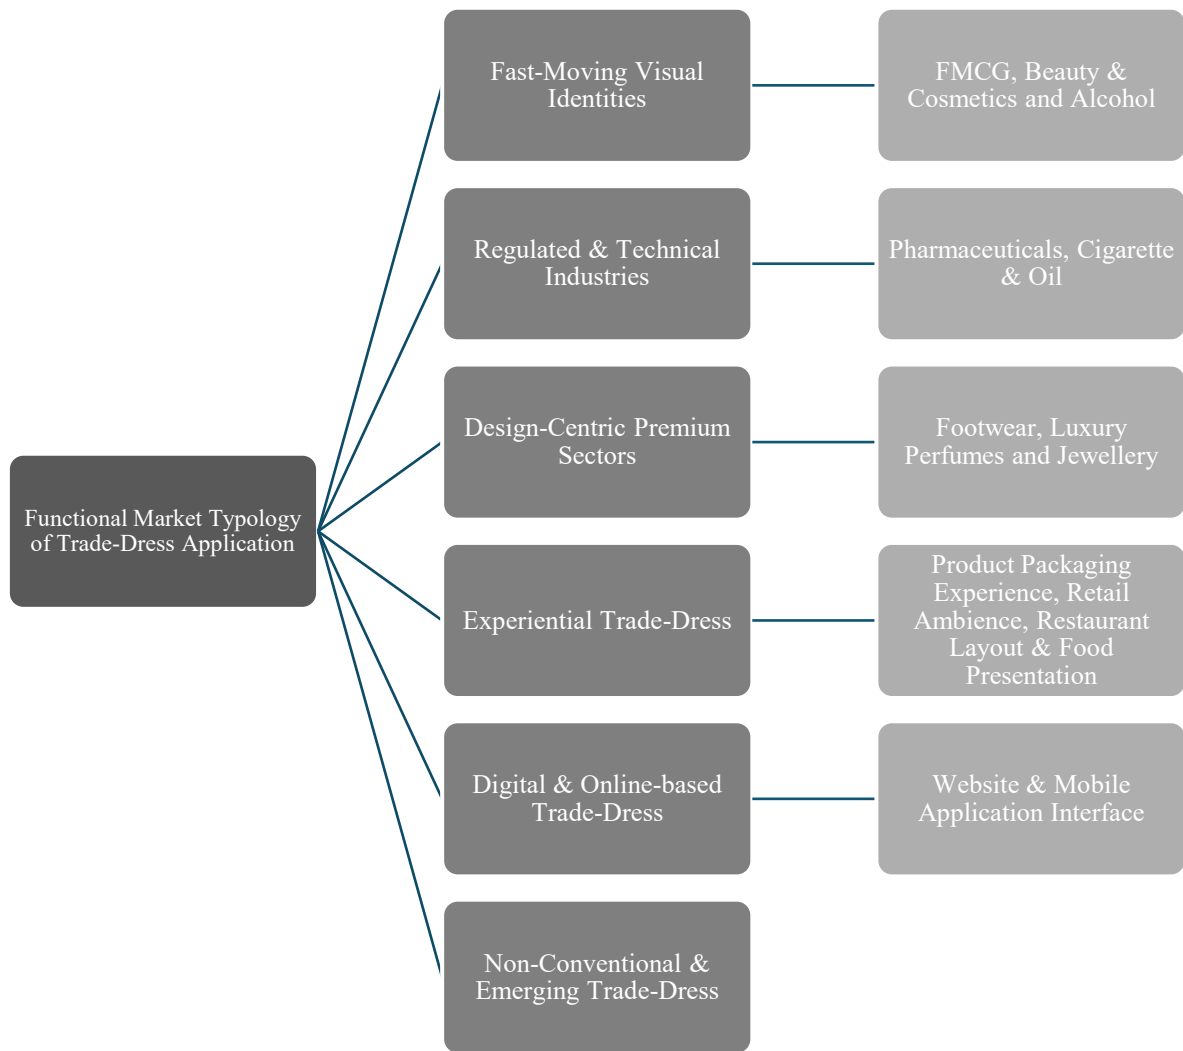 Functional Market Typology
of Trade-Dress Application
Fast-Moving Visual
Identities
FMCG, Beauty &
Cosmetics and Alcohol
Regulated & Technical
Industries
Pharmaceuticals, Cigarette
& Oil
Design-Centric Premium
Sectors
Footwear, Luxury
Perfumes and Jewellery
Experiential Trade-Dress
Product Packaging
Experience, Retail
Ambience, Restaurant
Layout & Food
Presentation
Digital & Online-based
Trade-Dress
Website & Mobile
Application Interface
Non-Conventional &
Emerging Trade-Dress